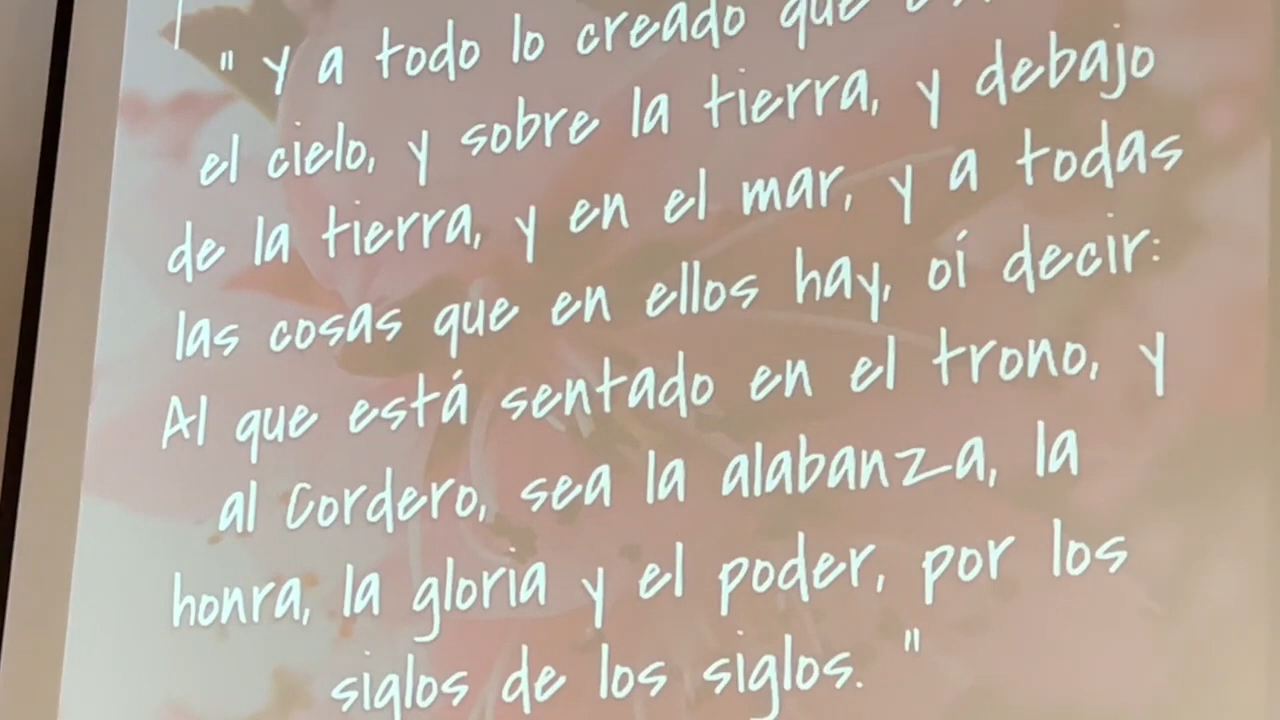 " Y a todo lo creado que
el cielo, y sobre la tierra, y debajo
de la tierra, y en el mar, y a todas
las cosas que en ellos hay, oí decir:
Al que está sentado en el trono, y
al Cordero, sea la alabanza, la
honra, la gloria y el poder, por los
siglos de los siglos. "